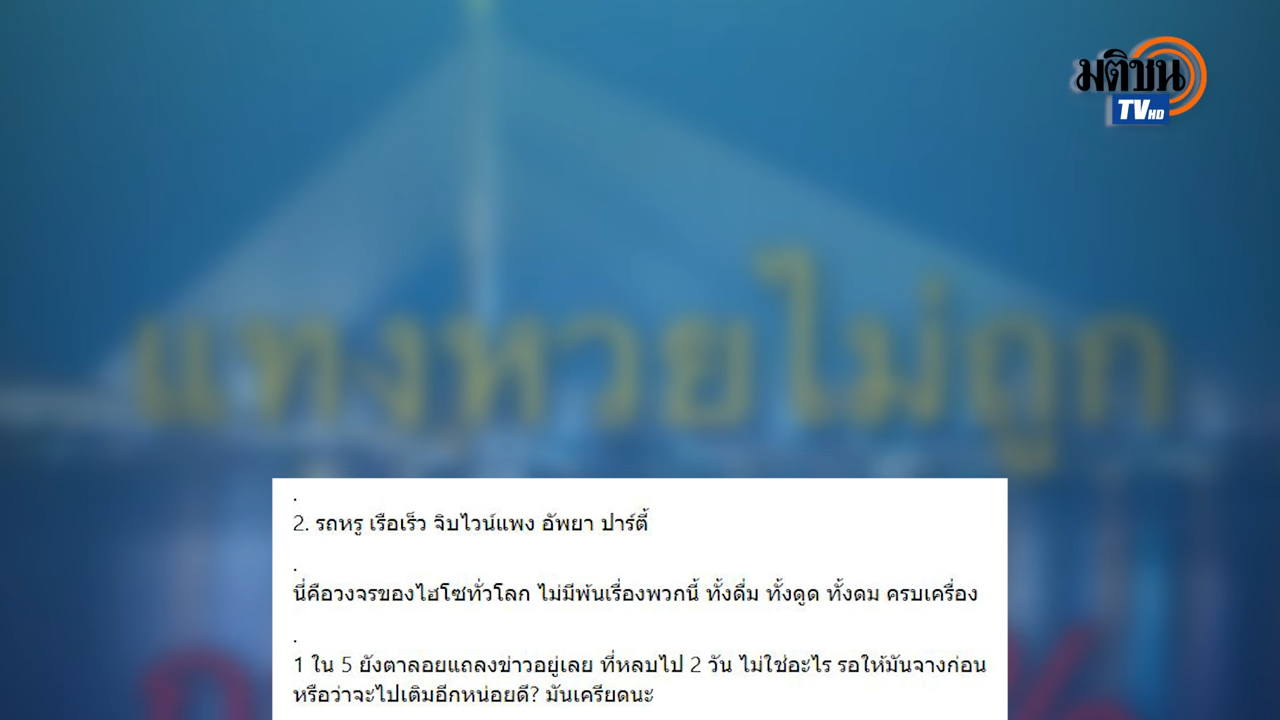 มติชน
TV HD
แทงหวยไม่ถูก
.
2. รถหรู เรือเร็ว จิบไวน์แพง อัพยา ปาร์ตี้
.
นี่คือวงจรของไฮโซทั่วโลก ไม่มีพ้นเรื่องพวกนี้ ทั้งดื่ม ทั้งดูด ทั้งดม ครบเครื่อง
.
1 ใน 5 ยังตาลอยแถลงข่าวอยู่เลย ที่หลบไป 2 วัน ไม่ใช่อะไร รอให้มันจางก่อน
หรือว่าจะไปเติมอีกหน่อยดี? มันเครียดนะ